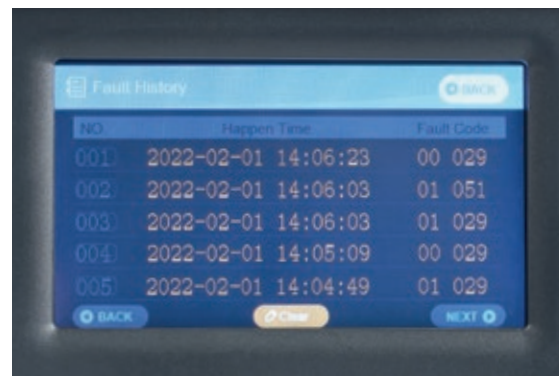 Fault History BACK
NO. Happen Time Fault Code
001 2022-02-01 14:06:23 00 029
002 2022-02-01 14:06:03 01 051
003 2022-02-01 14:06:03 01 029
004 2022-02-01 14:05:09 00 029
005 2022-02-01 14:04:49 01 029
BACK Clear NEXT